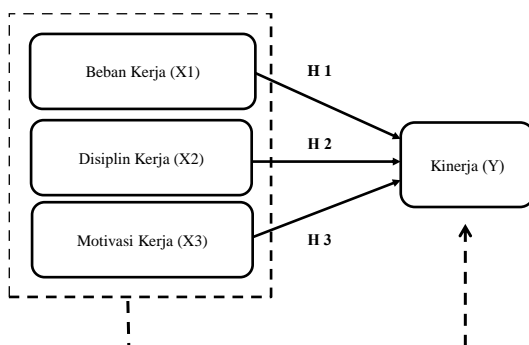 Beban Kerja (X1)
H 1
Disiplin Kerja (X2)
H 2
Kinerja (Y)
Motivasi Kerja (X3)
H 3